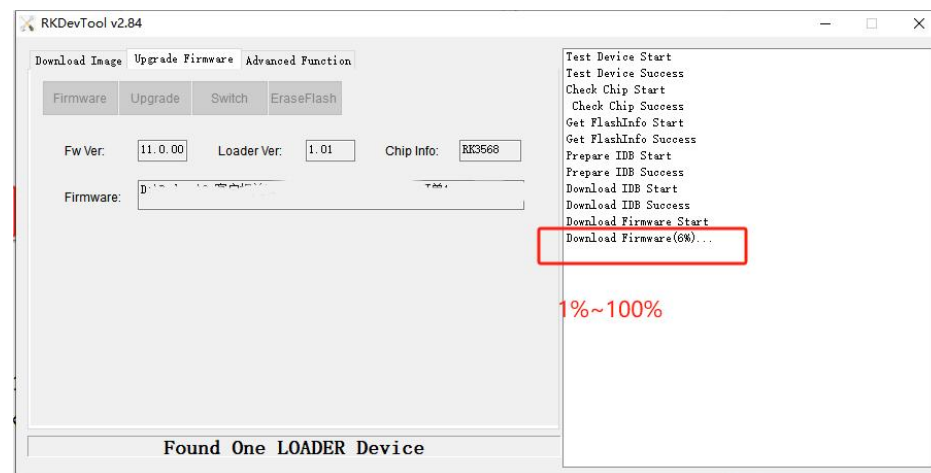 RKDevTool v2.84
Download Image Upgrade Firmware Advanced Function
Firmware Upgrade Switch EraseFlash
Fw Ver: 11.0.00 Loader Ver: 1.01 Chip Info: RK3568
Firmware:
Found One LOADER Device
Test Device Start
Test Device Success
Check Chip Start
Check Chip Success
Get FlashInfo Start
Get FlashInfo Success
Prepare IDB Start
Prepare IDB Success
Download IDB Start
Download IDB Success
Download Firmware Start
Download Firmware(6%)...
1%~100%